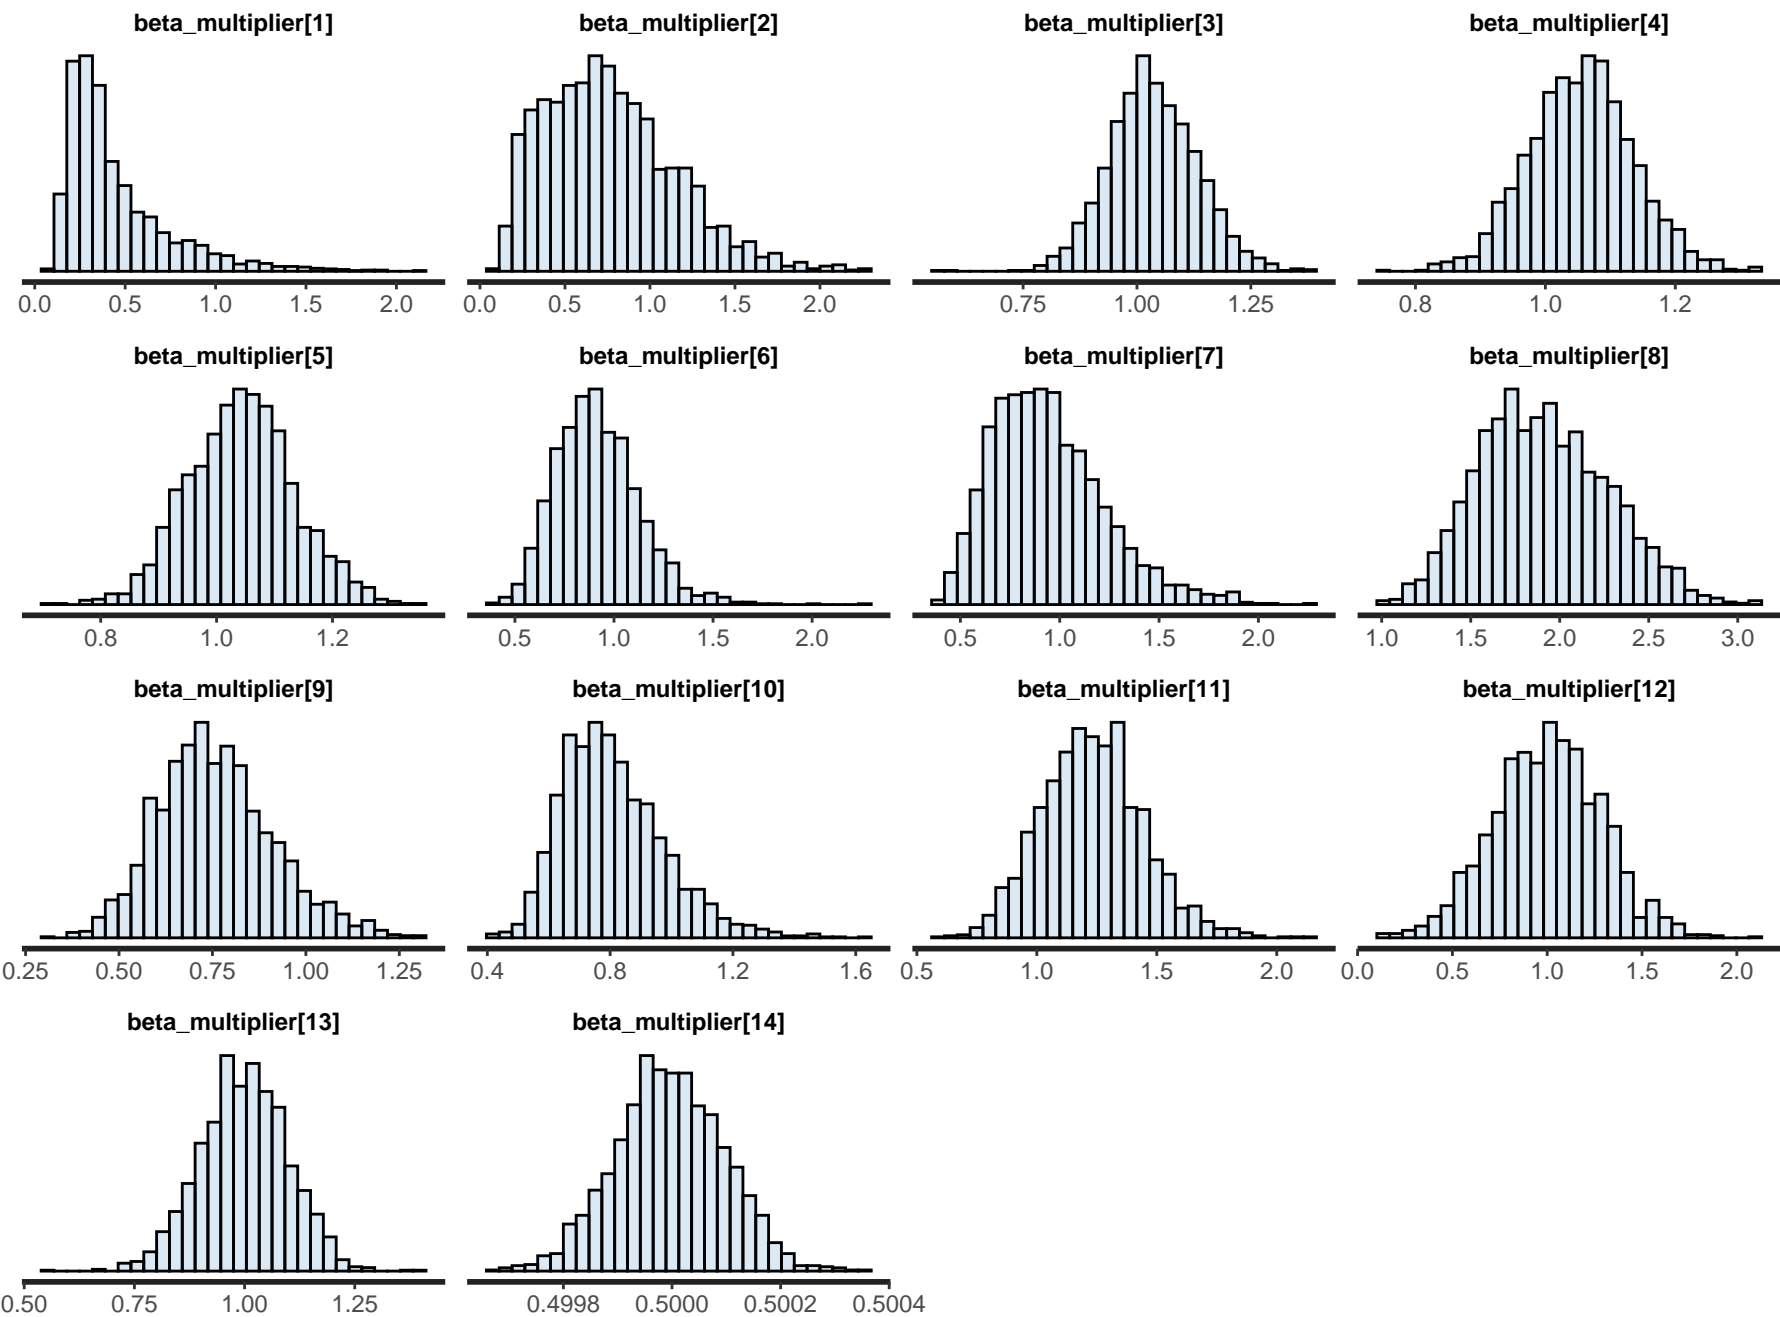 beta_multiplier[1] beta_multiplier[2] beta_multiplier[3] beta_multiplier[4]
0.0 0.5 1.0 1.5 2.0 0.0 0.5 1.0 1.5 2.0 0.75 1.00 1.25 0.8 1.0 1.2
beta_multiplier[5] beta_multiplier[6] beta_multiplier[7] beta_multiplier[8]
0.8 1.0 1.2 0.5 1.0 1.5 2.0 0.5 1.0 1.5 2.0 1.0 1.5 2.0 2.5 3.0
beta_multiplier[9] beta_multiplier[10] beta_multiplier[11] beta_multiplier[12]
0.25 0.50 0.75 1.00 1.25 0.4 0.8 1.2 1.6 0.5 1.0 1.5 2.0 0.0 0.5 1.0 1.5 2.0
beta_multiplier[13] beta_multiplier[14]
0.50 0.75 1.00 1.25 0.4998 0.5000 0.5002 0.5004